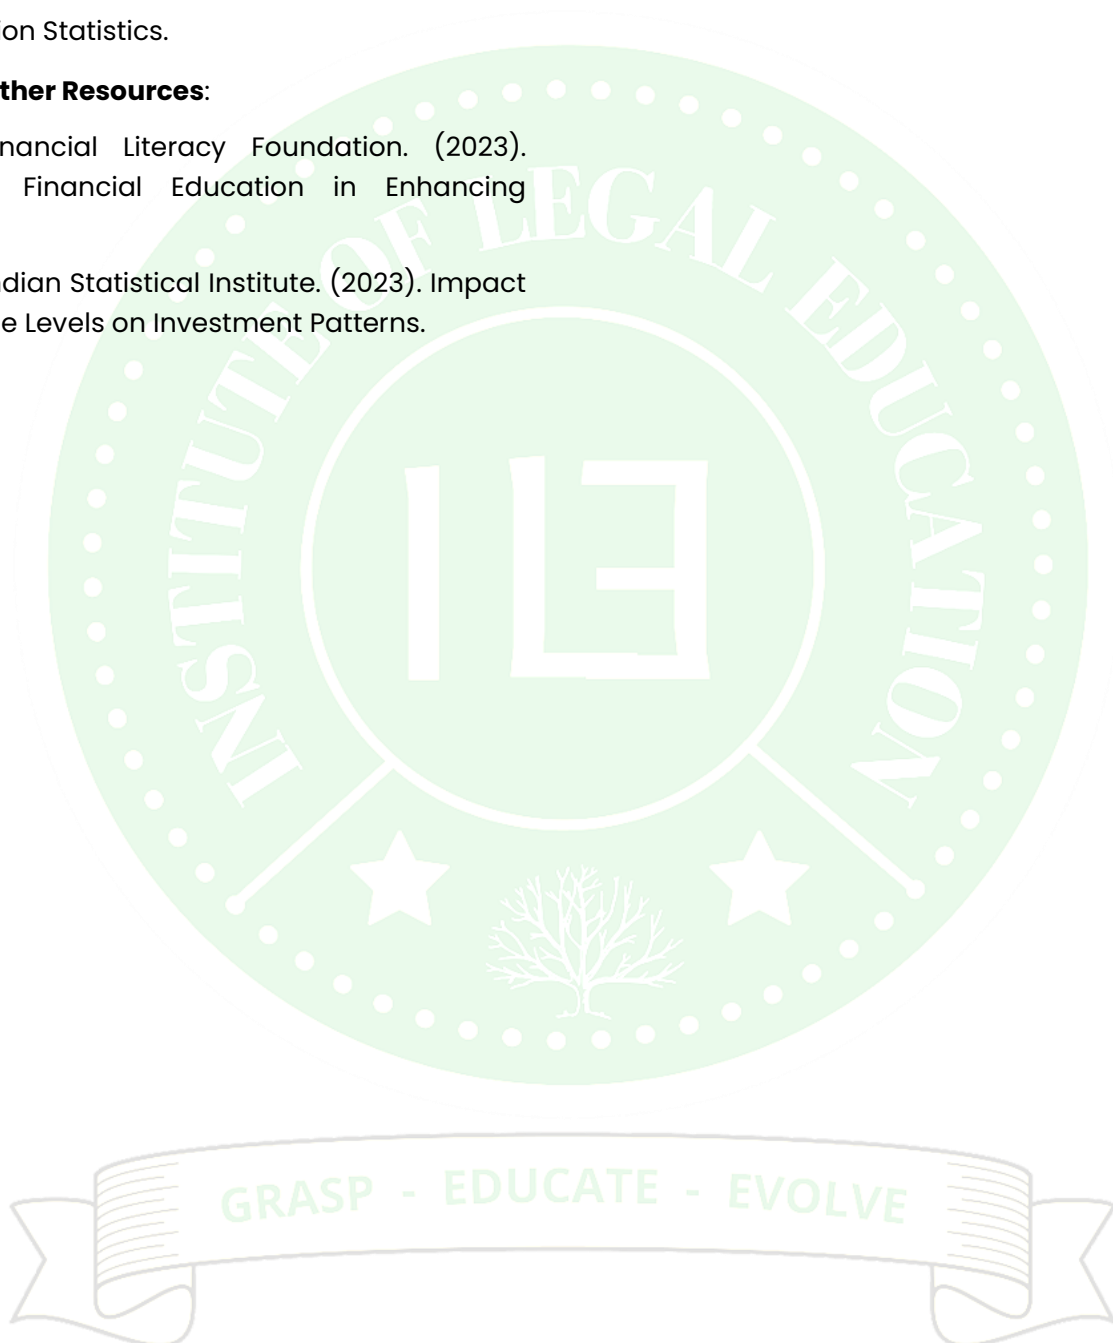 ion Statistics.
ther Resources:
nancial Literacy Foundation. (2023).
Financial Education in Enhancing
dian Statistical Institute. (2023). Impact
e Levels on Investment Patterns.
INSTITUTE OF LEGAL EDUCATION
ILE
GRASP - EDUCATE - EVOLVE